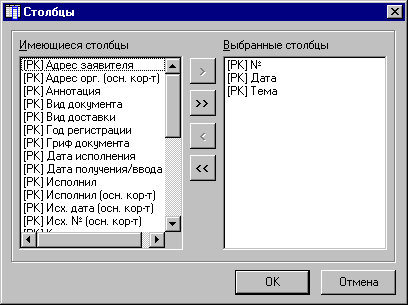 Столбцы
Имеющиеся столбцы
[РК] Адрес заявителя
[РК] Адрес орг. (осн. кор-т)
[РК] Аннотация
[РК] Вид документа
[РК] Вид доставки
[РК] Год регистрации
[РК] Гриф документа
[РК] Дата исполнения
[РК] Дата получения/ввода
[РК] Исполнил
[РК] Исполнил (осн. кор-т)
[РК] Исх. дата (осн. кор-т)
[РК] Исх. № (осн. кор-т)
>
>>
<
<<
Выбранные столбцы
[РК] №
[РК] Дата
[РК] Тема
OK
Отмена